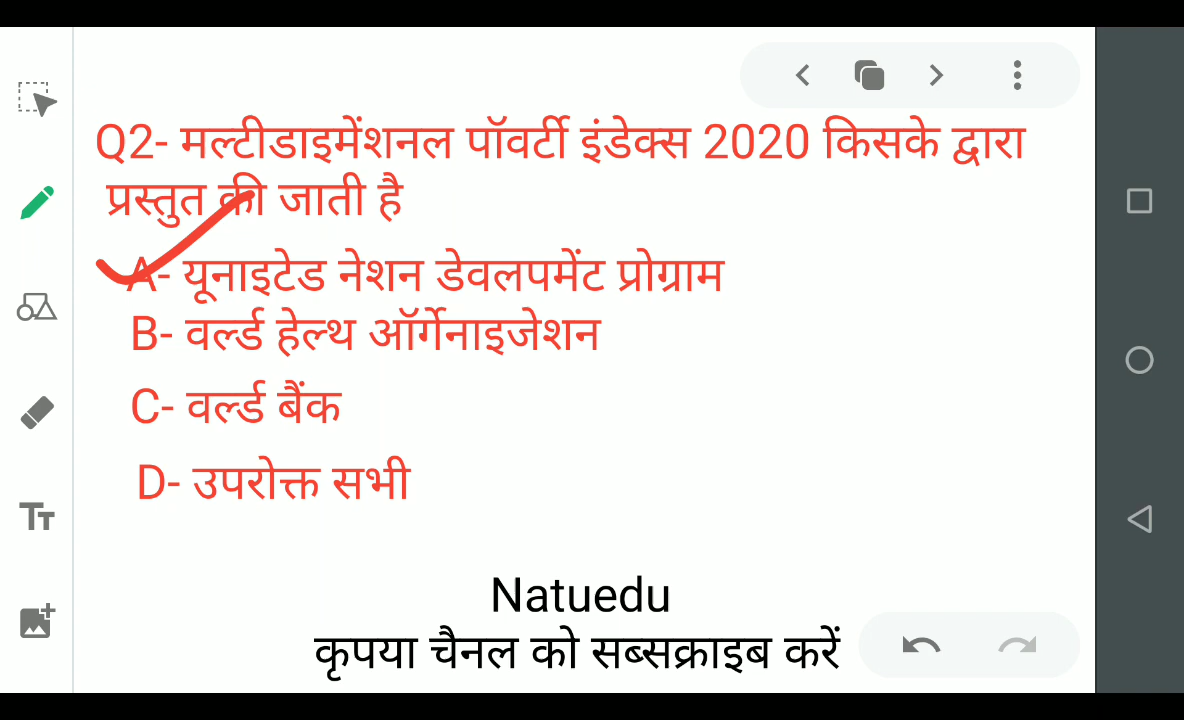 Q2- मल्टीडाइमेंशनल पॉवर्टी इंडेक्स 2020 किसके द्वारा
प्रस्तुत की जाती है
A- यूनाइटेड नेशन डेवलपमेंट प्रोग्राम
B- वर्ल्ड हेल्थ ऑर्गेनाइजेशन
C- वर्ल्ड बैंक
D- उपरोक्त सभी
Natuedu
कृपया चैनल को सब्सक्राइब करें
Tт